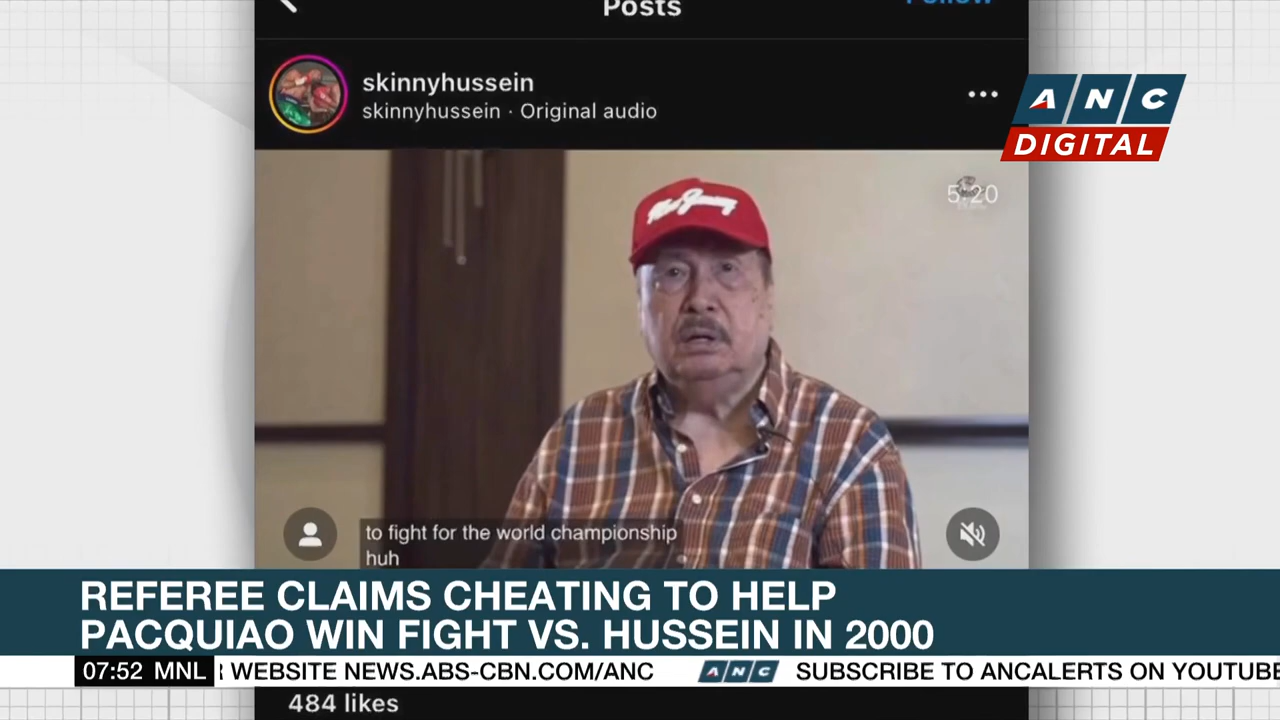 Posts
Follow
skinnyhussein
skinnyhussein · Original audio
ANC
DIGITAL
5:20
to fight for the world championship
huh
REFEREE CLAIMS CHEATING TO HELP
PACQUIAO WIN FIGHT VS. HUSSEIN IN 2000
07:52 MNL
WEBSITE NEWS.ABS-CBN.COM/ANC ANC SUBSCRIBE TO ANCALERTS ON YOUTUBE
484 likes